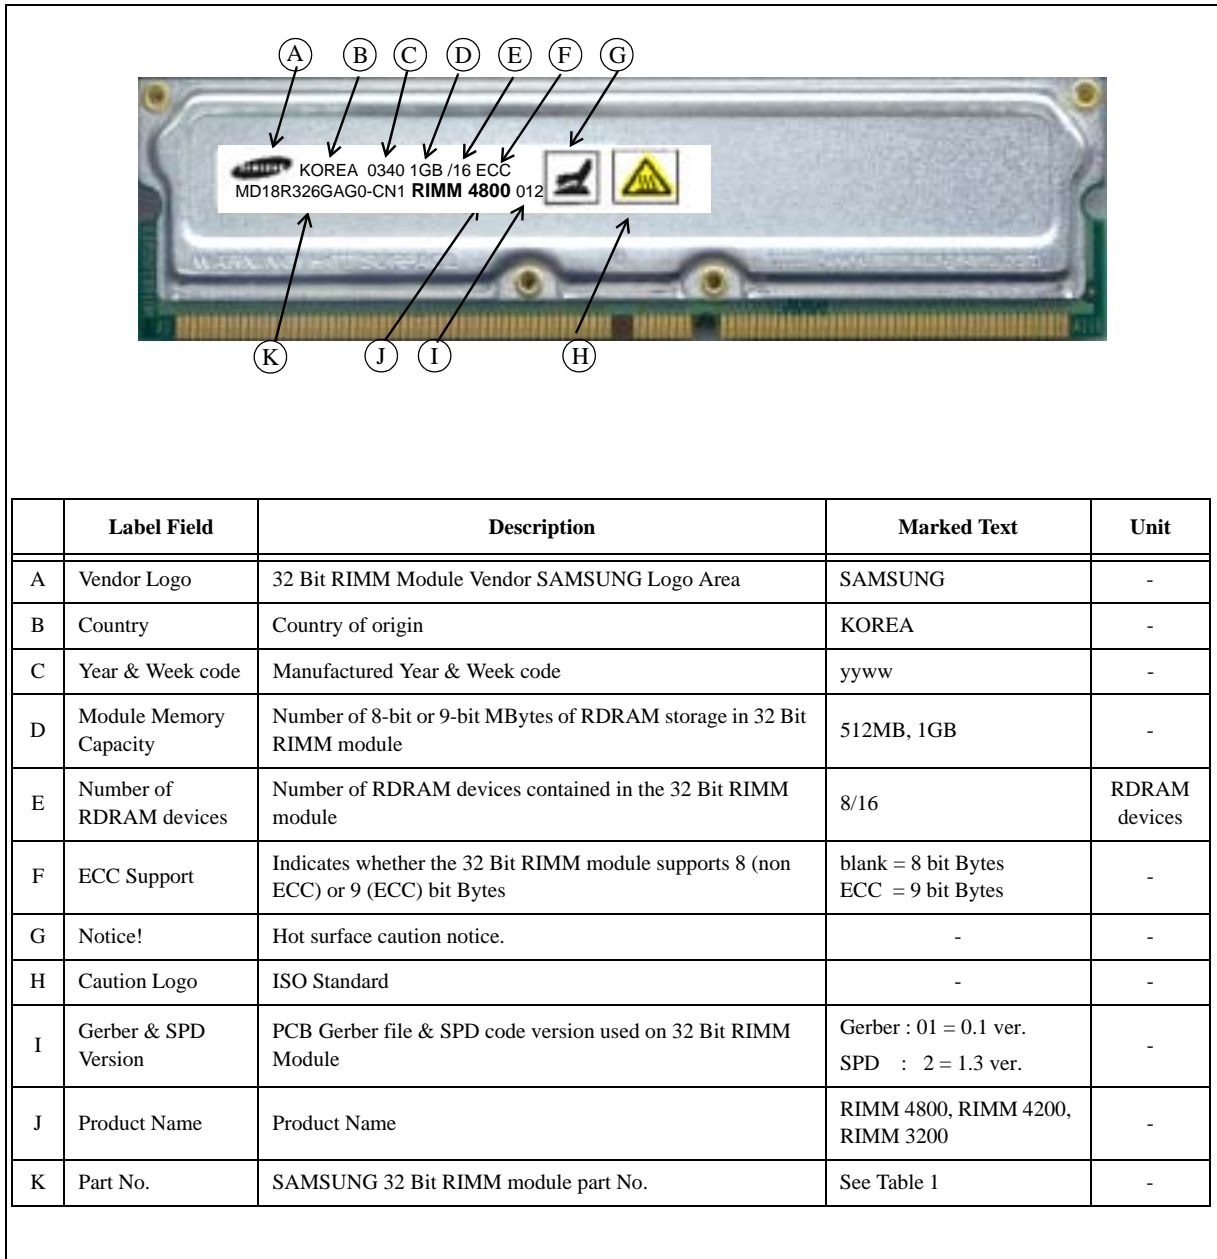 A B C D E F G
KOREA 0340 1GB /16 ECC
MD18R326GAG0-CN1 RIMM 4800 012
K J I H
Label Field Description Marked Text Unit
A Vendor Logo 32 Bit RIMM Module Vendor SAMSUNG Logo Area SAMSUNG -
B Country Country of origin KOREA -
C Year & Week code Manufactured Year & Week code yyww -
D Module Memory Capacity Number of 8-bit or 9-bit MBytes of RDRAM storage in 32 Bit
RIMM module 512MB, 1GB -
E Number of RDRAM devices Number of RDRAM devices contained in the 32 Bit RIMM
module 8/16 RDRAM devices
F ECC Support Indicates whether the 32 Bit RIMM module supports 8 (non
ECC) or 9 (ECC) bit Bytes blank = 8 bit Bytes
ECC = 9 bit Bytes -
G Notice! Hot surface caution notice. - -
H Caution Logo ISO Standard - -
I Gerber & SPD Version PCB Gerber file & SPD code version used on 32 Bit RIMM
Module Gerber : 01 = 0.1 ver.
SPD : 2 = 1.3 ver. -
J Product Name Product Name RIMM 4800, RIMM 4200,
RIMM 3200 -
K Part No. SAMSUNG 32 Bit RIMM module part No. See Table 1 -